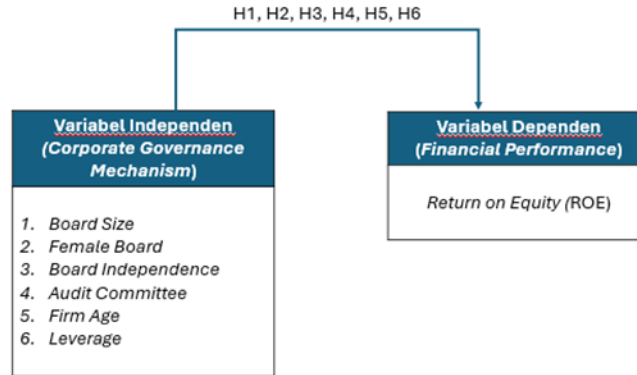 H1, H2, H3, H4, H5, H6
Variabel Independen
(Corporate Governance
Mechanism)
1. Board Size
2. Female Board
3. Board Independence
4. Audit Committee
5. Firm Age
6. Leverage
Variabel Dependen
(Financial Performance)
Return on Equity (ROE)